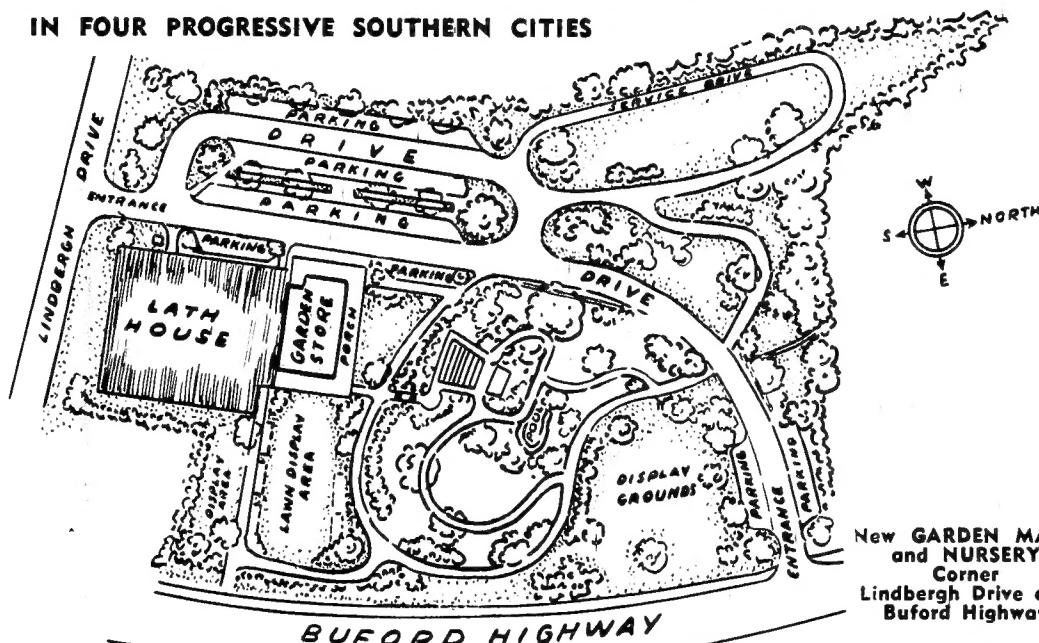 IN FOUR PROGRESSIVE SOUTHERN CITIES
SERVICE DRIVE
PARKING
DRIVE
PARKING
PARKING
LINDBERGH DRIVE
ENTRANCE
PARKING
PARKING
DRIVE
W
S
NORTH
E
LATH
HOUSE
GARDEN
STORE
PORCH
DISPLAY
AREA
LAWN DISPLAY
AREA
POOL
DISPLAY
GROUNDS
PARKING
ENTRANCE
PARKING
New GARDEN
and NURSERY
Corner
Lindbergh Drive
Buford Highway
BUFORD HIGHWAY